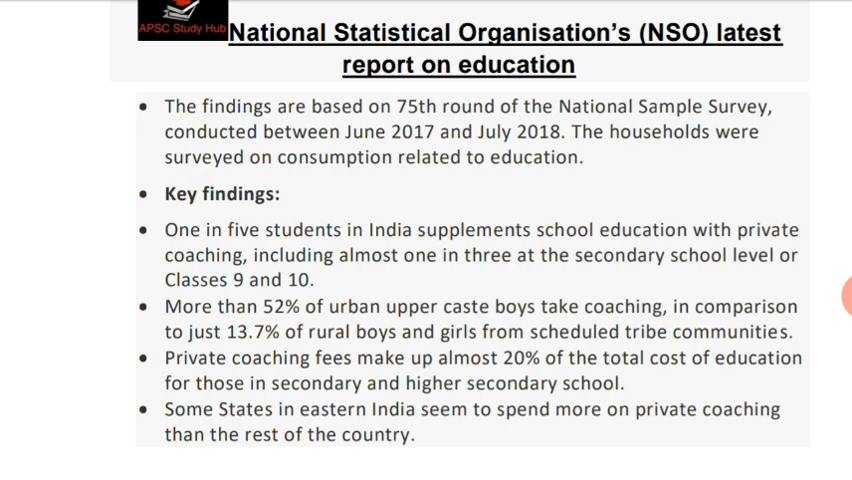 APSC Study Hub
National Statistical Organisation's (NSO) latest
report on education
• The findings are based on 75th round of the National Sample Survey,
conducted between June 2017 and July 2018. The households were
surveyed on consumption related to education.
• Key findings:
• One in five students in India supplements school education with private
coaching, including almost one in three at the secondary school level or
Classes 9 and 10.
• More than 52% of urban upper caste boys take coaching, in comparison
to just 13.7% of rural boys and girls from scheduled tribe communities.
• Private coaching fees make up almost 20% of the total cost of education
for those in secondary and higher secondary school.
• Some States in eastern India seem to spend more on private coaching
than the rest of the country.